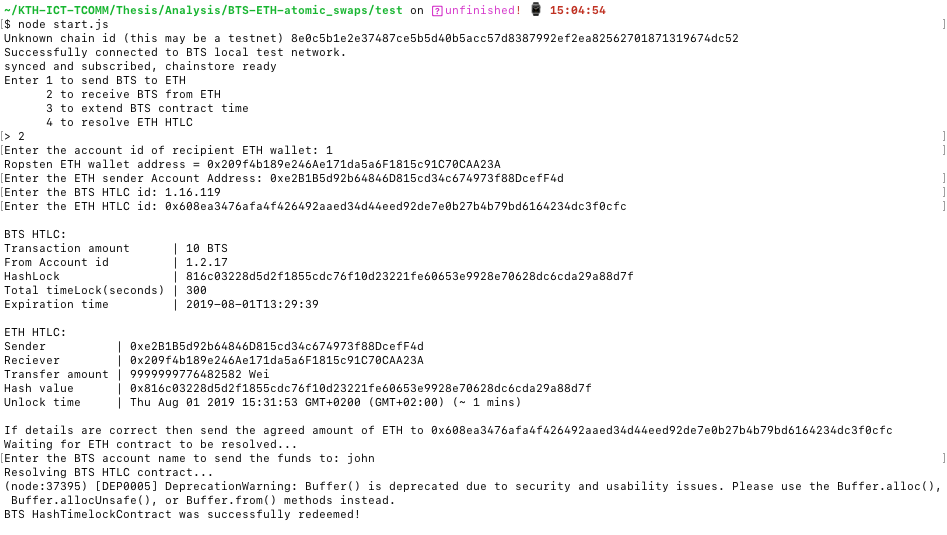 ~/KTH-ICT-TCOMM/Thesis/Analysis/BTS-ETH-atomic_swaps/test on ? unfinished! ⌚ 15:04:54
[$ node start.js ]
Unknown chain id (this may be a testnet) 8e0c5b1e2e37487ce5b5d40b5acc57d8387992ef2ea82562701871319674dc52
Successfully connected to BTS local test network.
synced and subscribed, chainstore ready
Enter 1 to send BTS to ETH
      2 to receive BTS from ETH
      3 to extend BTS contract time
      4 to resolve ETH HTLC
[> 2 ]
[Enter the account id of recipient ETH wallet: 1 ]
Ropsten ETH wallet address = 0x209f4b189e246Ae171da5a6F1815c91C70CAA23A
[Enter the ETH sender Account Address: 0xe2B1B5d92b64846D815cd34c674973f88DcefF4d ]
[Enter the BTS HTLC id: 1.16.119 ]
[Enter the ETH HTLC id: 0x608ea3476afa4f426492aaed34d44eed92de7e0b27b4b79bd6164234dc3f0cfc ]
BTS HTLC:
Transaction amount      | 10 BTS
From Account id         | 1.2.17
HashLock                | 816c03228d5d2f1855cdc76f10d23221fe60653e9928e70628dc6cda29a88d7f
Total timeLock(seconds) | 300
Expiration time         | 2019-08-01T13:29:39
ETH HTLC:
Sender          | 0xe2B1B5d92b64846D815cd34c674973f88DcefF4d
Reciever        | 0x209f4b189e246Ae171da5a6F1815c91C70CAA23A
Transfer amount | 9999999776482582 Wei
Hash value      | 0x816c03228d5d2f1855cdc76f10d23221fe60653e9928e70628dc6cda29a88d7f
Unlock time     | Thu Aug 01 2019 15:31:53 GMT+0200 (GMT+02:00) (~ 1 mins)
If details are correct then send the agreed amount of ETH to 0x608ea3476afa4f426492aaed34d44eed92de7e0b27b4b79bd6164234dc3f0cfc
Waiting for ETH contract to be resolved...
[Enter the BTS account name to send the funds to: john ]
Resolving BTS HTLC contract...
(node:37395) [DEP0005] DeprecationWarning: Buffer() is deprecated due to security and usability issues. Please use the Buffer.alloc(),
 Buffer.allocUnsafe(), or Buffer.from() methods instead.
BTS HashTimelockContract was successfully redeemed!